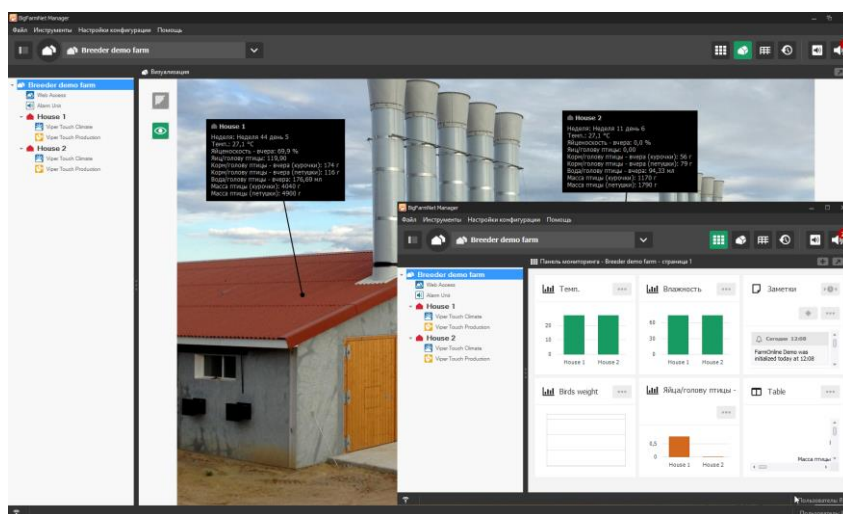 BigFarmNet Manager
Файл Инструменты Настройки конфигурации Помощь
Breeder demo farm
Breeder demo farm
Web Access
Alarm Unit
House 1
Viper Touch Climate
Viper Touch Production
House 2
Viper Touch Climate
Viper Touch Production
Визуализация
House 1
Неделя: Неделя 44 день 5
Темп.: 27,1 °C
Яйценоскость - вчера: 69,9 %
Яиц/голову птицы: 119,90
Корм/голову птицы - вчера (курочки): 174 г
Корм/голову птицы - вчера (петушки): 116 г
Вода/голову птицы - вчера: 176,69 мл
Масса птицы (курочки): 4040 г
Масса птицы (петушки): 4900 г
House 2
Неделя: Неделя 11 день 6
Темп.: 27,1 °C
Яйценоскость - вчера: 0,0 %
Яиц/голову птицы: 0,00
Корм/голову птицы - вчера (курочки): 56 г
Корм/голову птицы - вчера (петушки): 79 г
Вода/голову птицы - вчера: 94,33 мл
Масса птицы (курочки): 1170 г
Масса птицы (петушки): 1790 г
BigFarmNet Manager
Файл Инструменты Настройки конфигурации Помощь
Breeder demo farm
Breeder demo farm
Web Access
Alarm Unit
House 1
Viper Touch Climate
Viper Touch Production
House 2
Viper Touch Climate
Viper Touch Production
Панель мониторинга - Breeder demo farm - страница 1
Темп.
20
10
0
House 1 House 2
Влажность
60
30
0
House 1 House 2
Заметки
Сегодня 12:08
FarmOnline Demo was
initialized today at 12:08
Birds weight
Яйца/голову птицы -
0,5
0
House 1 House 2
Table
Масса птицы
Пользователь
Пользователь